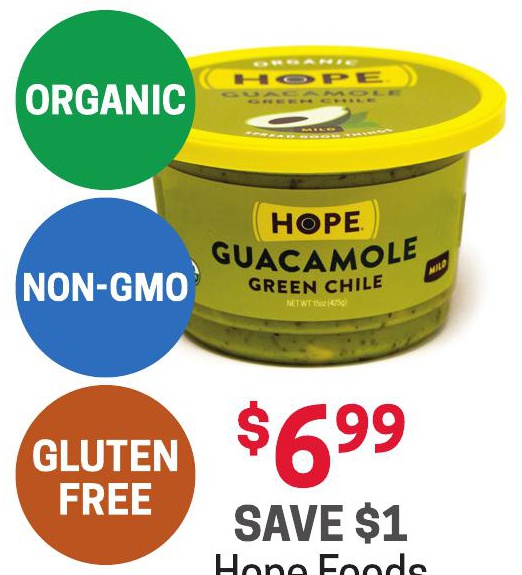 ORGANIC
HOPE
GUACAMOLE
GREEN CHILE
MILD
SPREAD GOOD THINGS
ORGANIC
HOPE
GUACAMOLE
GREEN CHILE
MILD
NET WT 15oz (425g)
NON-GMO
GLUTEN
FREE
$6.99
SAVE $1
Hope Foods